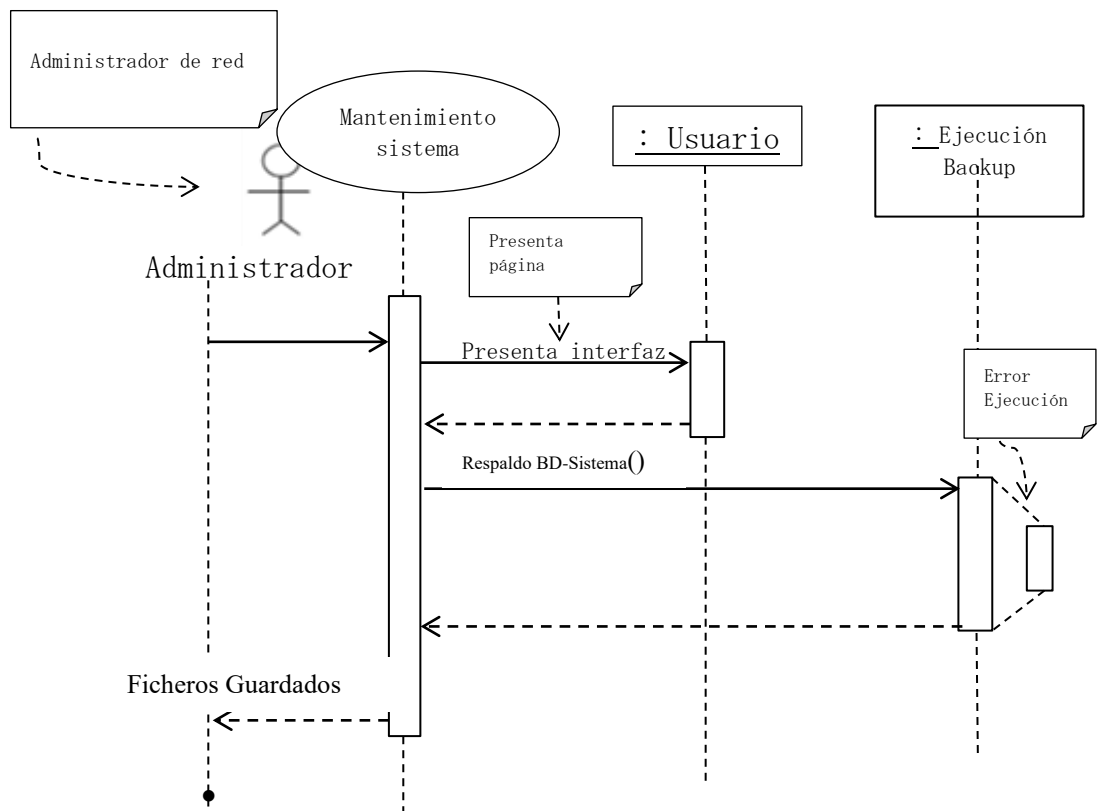 Administrador de red
Mantenimiento
sistema
: Usuario
: Ejecución
Backup
Administrador
Presenta
página
Presenta interfaz
Error
Ejecución
Respaldo BD-Sistema()
Ficheros Guardados